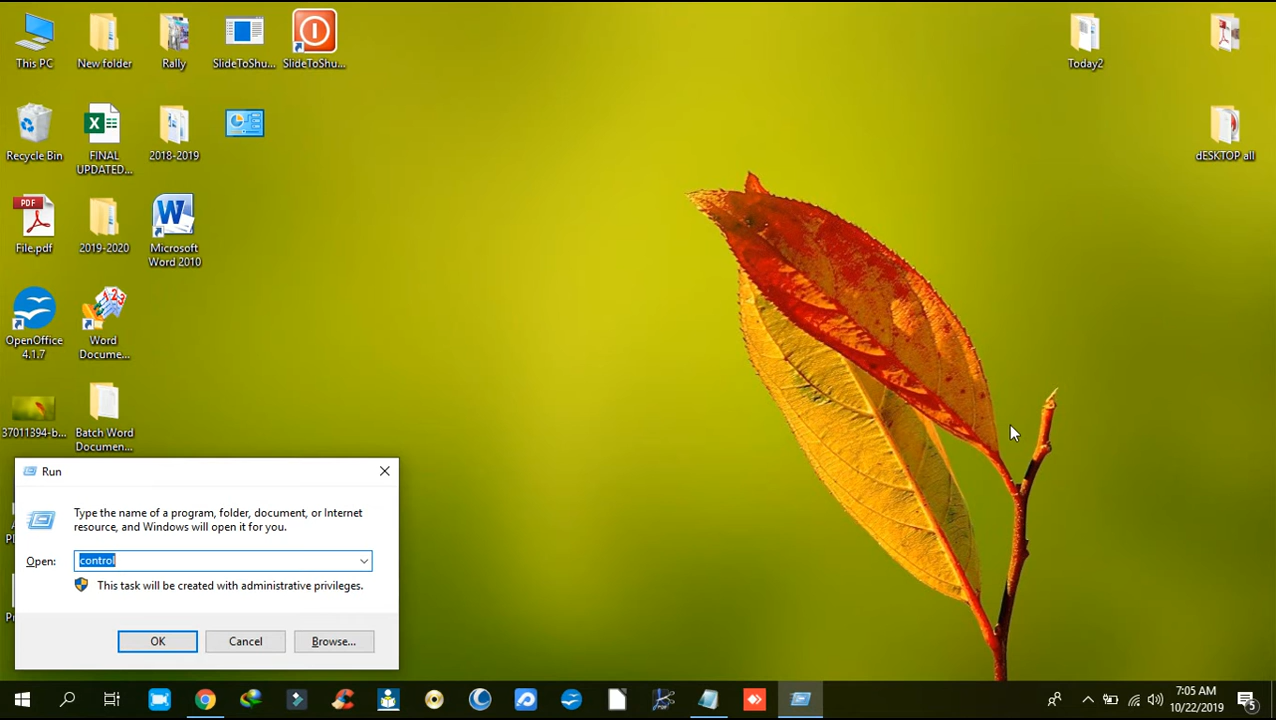 This PC
New folder
Rally
SlideToShu...
SlideToShu...
Today2
Recycle Bin
FINAL
UPDATED...
2018-2019
dESKTOP all
PDF
File.pdf
2019-2020
Microsoft
Word 2010
OpenOffice
4.1.7
Word
Docume...
37011394-b...
Batch Word
Documen...
Run
Type the name of a program, folder, document, or Internet
resource, and Windows will open it for you.
Open:
control
This task will be created with administrative privileges.
OK
Cancel
Browse...
7:05 AM
10/22/2019
5